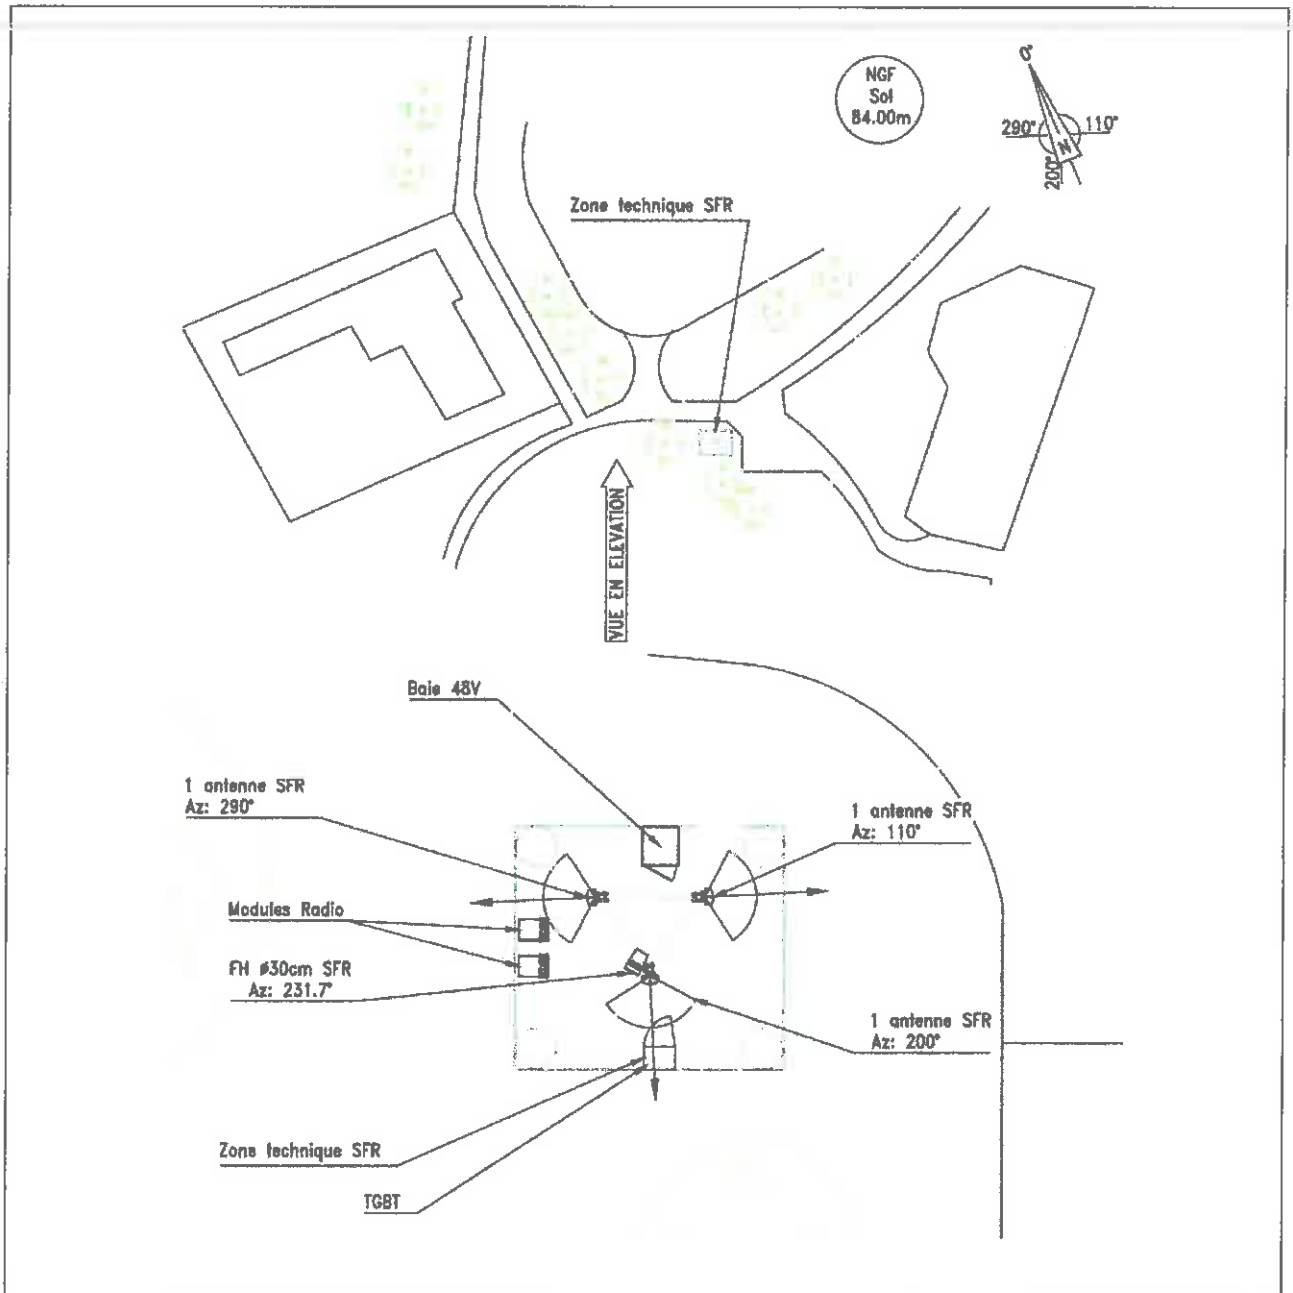 NGF
Sol
84.00m
0°
290°
110°
N
200°
Zone technique SFR
VUE EN ELEVATION
Baie 48V
1 antenne SFR
Az: 290°
1 antenne SFR
Az: 110°
Modules Radio
FH ø30cm SFR
Az: 231.7°
1 antenne SFR
Az: 200°
Zone technique SFR
TGBT